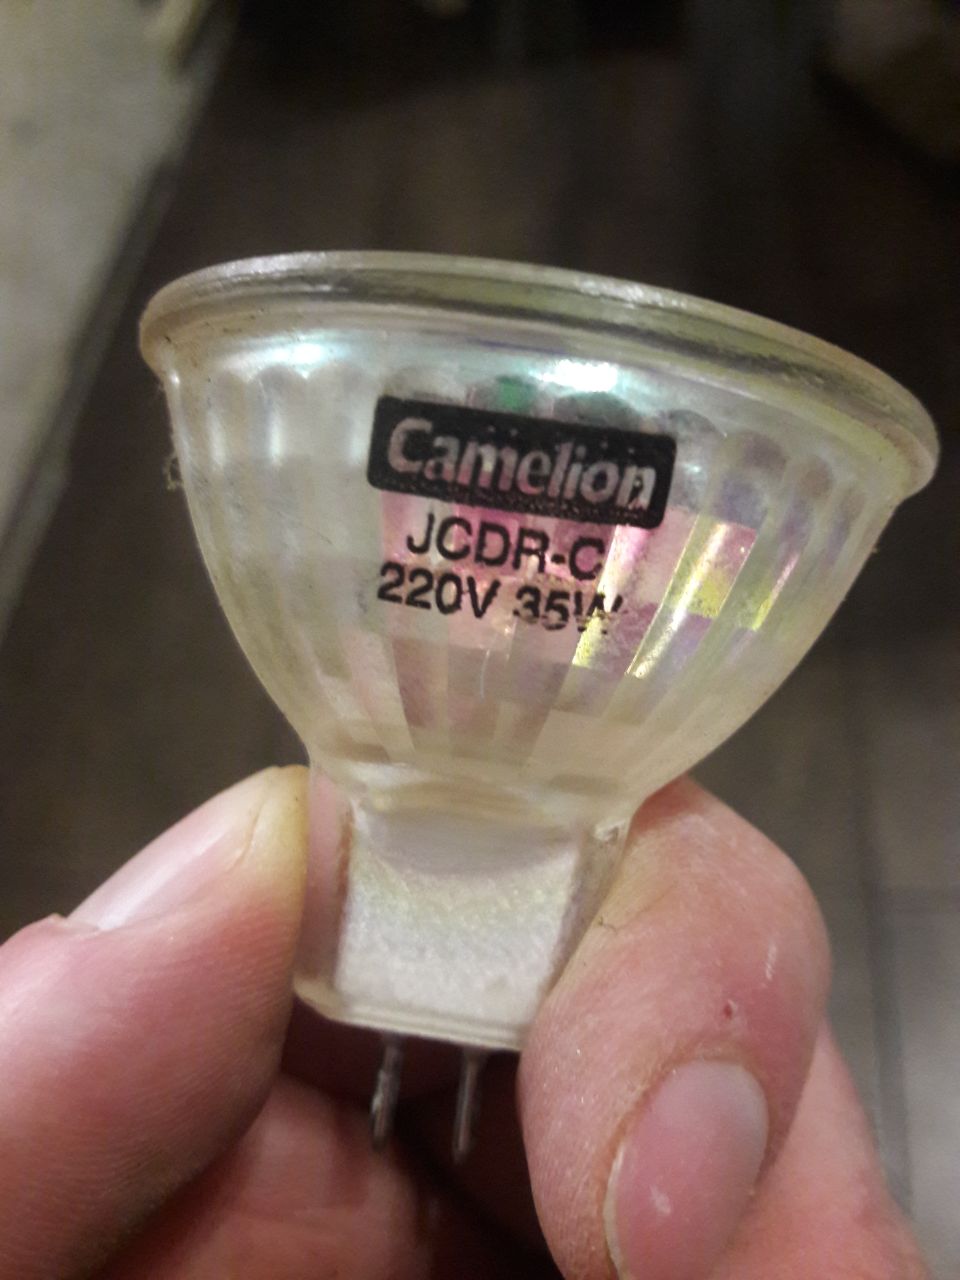 Camelion
JCDR-C
220V 35W